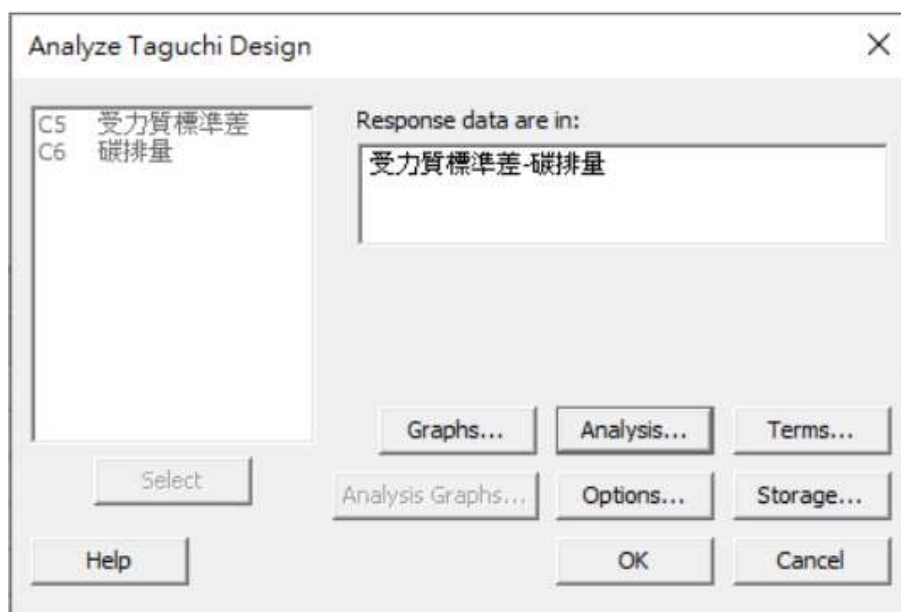 Analyze Taguchi Design
C5 受力質標準差
C6 碳排量
Response data are in:
受力質標準差-碳排量
Graphs...
Analysis...
Terms...
Select
Analysis Graphs...
Options...
Storage...
Help
OK
Cancel